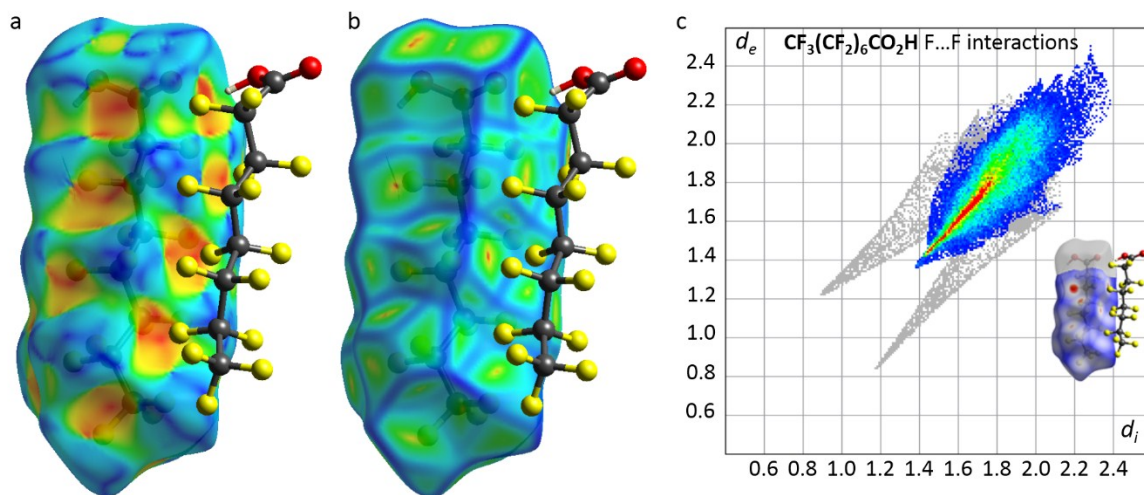 a
b
c
d_e
CF₃(CF₂)₆CO₂H F...F interactions
2.4
2.2
2.0
1.8
1.6
1.4
1.2
1.0
0.8
0.6
d_i
0.6 0.8 1.0 1.2 1.4 1.6 1.8 2.0 2.2 2.4